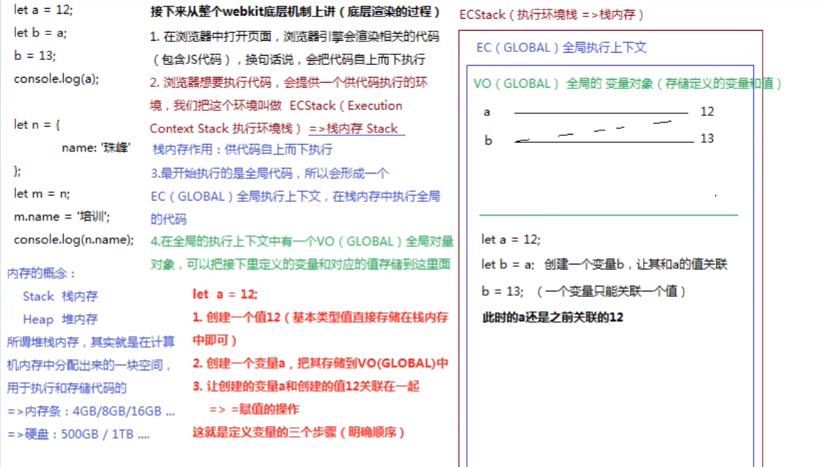 let a = 12;
let b = a;
b = 13;
console.log(a);
let n = {
name: '珠峰'
};
let m = n;
m.name = '培训';
console.log(n.name);
内存的概念：
Stack 栈内存
Heap 堆内存
所谓堆栈内存，其实就是在计算
机内存中分配出来的一块空间，
用于执行和存储代码的
=>内存条：4GB/8GB/16GB ...
=>硬盘：500GB / 1TB ....
接下来从整个webkit底层机制上讲（底层渲染的过程）
1. 在浏览器中打开页面，浏览器引擎会渲染相关的代码
（包含JS代码），换句话说，会把代码自上而下执行
2. 浏览器想要执行代码，会提供一个供代码执行的环
境，我们把这个环境叫做 ECStack（Execution
Context Stack 执行环境栈）=>栈内存 Stack
栈内存作用：供代码自上而下执行
3.最开始执行的是全局代码，所以会形成一个
EC（GLOBAL）全局执行上下文，在栈内存中执行全局
的代码
4.在全局的执行上下文中有一个VO（GLOBAL）全局对量
对象，可以把接下里定义的变量和对应的值存储到这里面
let a = 12;
1. 创建一个值12（基本类型值直接存储在栈内存
中即可）
2. 创建一个变量a，把其存储到VO(GLOBAL)中
3. 让创建的变量a和创建的值12关联在一起
=> =赋值的操作
这就是定义变量的三个步骤（明确顺序）
ECStack（执行环境栈 =>栈内存）
EC（GLOBAL）全局执行上下文
VO（GLOBAL） 全局的 变量对象（存储定义的变量和值）
a 12
b 13
let a = 12;
let b = a; 创建一个变量b，让其和a的值关联
b = 13; （一个变量只能关联一个值）
此时的a还是之前关联的12